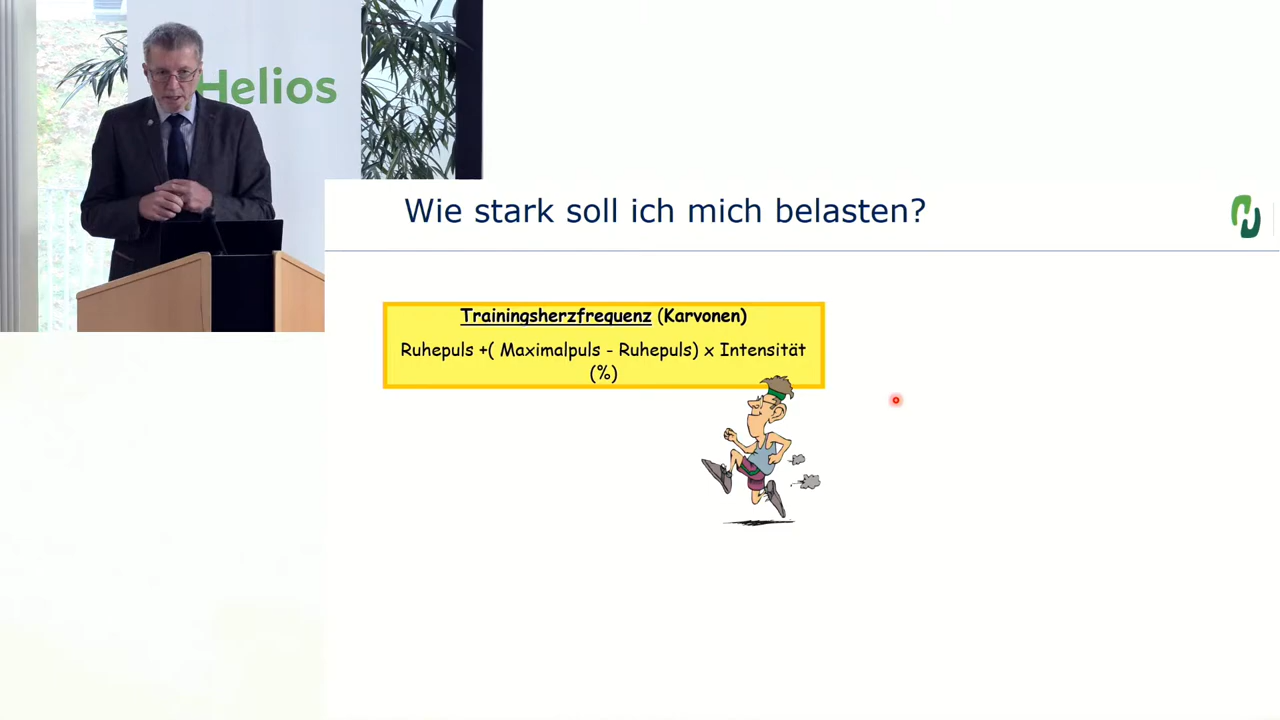 Helios
Wie stark soll ich mich belasten?
Trainingsherzfrequenz (Karvonen)
Ruhepuls +( Maximalpuls - Ruhepuls) x Intensität
(%)